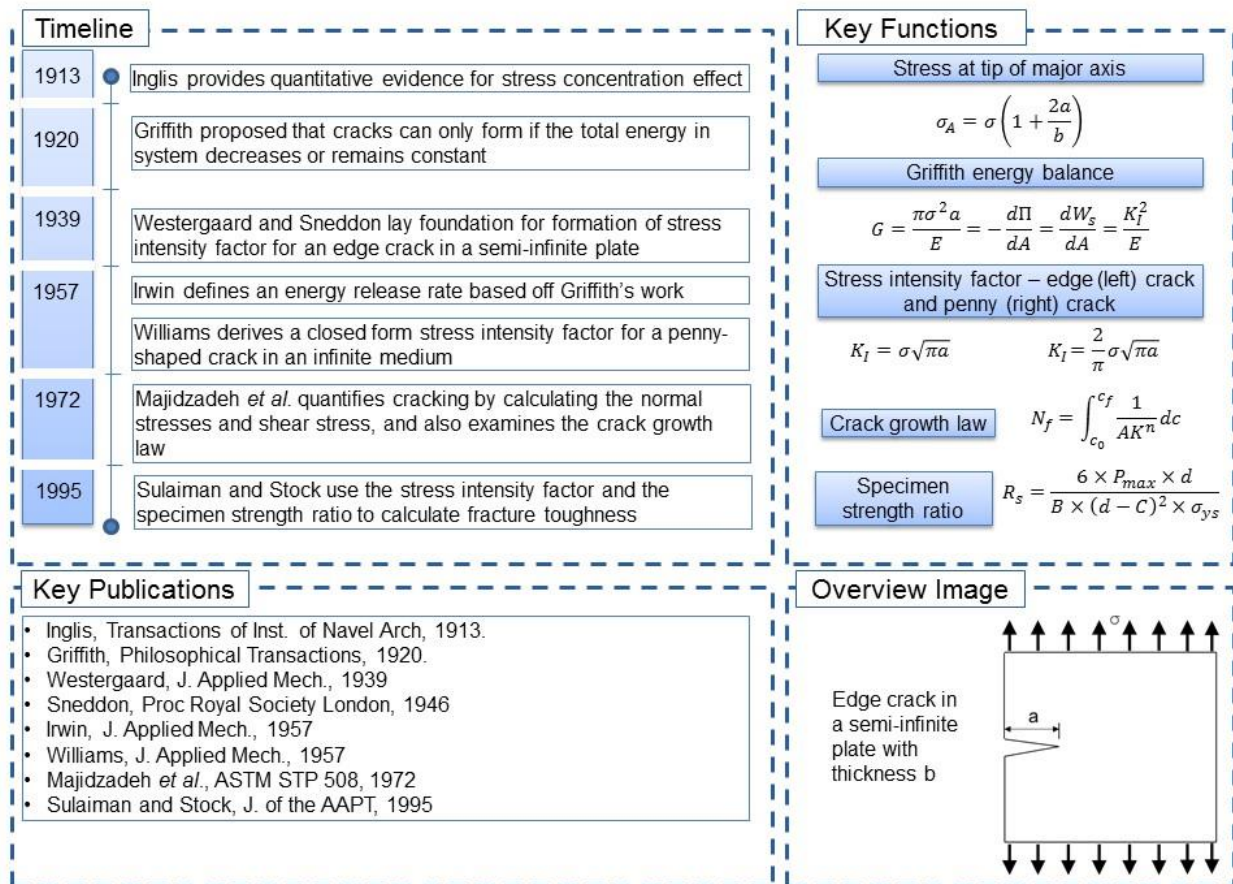 Timeline
1913
Inglis provides quantitative evidence for stress concentration effect
1920
Griffith proposed that cracks can only form if the total energy in
system decreases or remains constant
1939
Westergaard and Sneddon lay foundation for formation of stress
intensity factor for an edge crack in a semi-infinite plate
1957
Irwin defines an energy release rate based off Griffith's work
Williams derives a closed form stress intensity factor for a penny-
shaped crack in an infinite medium
1972
Majidzadeh et al. quantifies cracking by calculating the normal
stresses and shear stress, and also examines the crack growth
law
1995
Sulaiman and Stock use the stress intensity factor and the
specimen strength ratio to calculate fracture toughness
Key Functions
Stress at tip of major axis
σ_A = σ(1 + 2a/b)
Griffith energy balance
G = πσ²a/E = −dΠ/dA = dW_s/dA = K_I²/E
Stress intensity factor – edge (left) crack
and penny (right) crack
K_I = σ√πa K_I = 2/π σ√πa
Crack growth law N_f = ∫_{c_0}^{c_f} 1/AK^n dc
Specimen
strength ratio
R_s = 6 × P_max × d / B × (d − C)² × σ_ys
Key Publications
• Inglis, Transactions of Inst. of Navel Arch, 1913.
• Griffith, Philosophical Transactions, 1920.
• Westergaard, J. Applied Mech., 1939
• Sneddon, Proc Royal Society London, 1946
• Irwin, J. Applied Mech., 1957
• Williams, J. Applied Mech., 1957
• Majidzadeh et al., ASTM STP 508, 1972
• Sulaiman and Stock, J. of the AAPT, 1995
Overview Image
σ
Edge crack in
a semi-infinite
plate with
thickness b
a